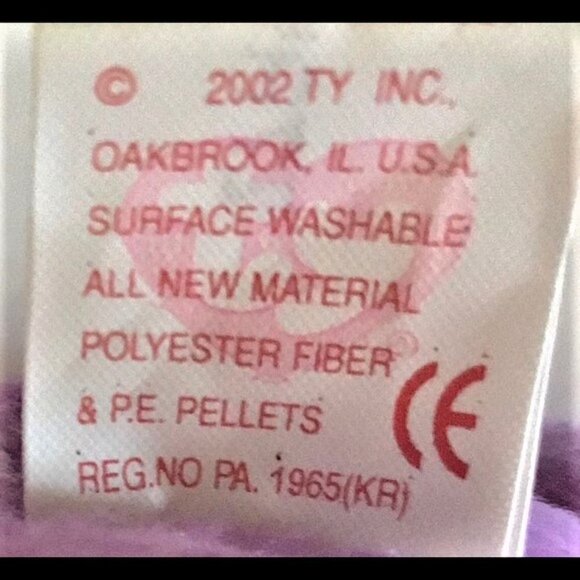 © 2002 TY INC.,
OAKBROOK, IL. U.S.A.
SURFACE WASHABLE
ALL NEW MATERIAL
POLYESTER FIBER
& P.E. PELLETS
REG.NO PA. 1965(KR)
CE